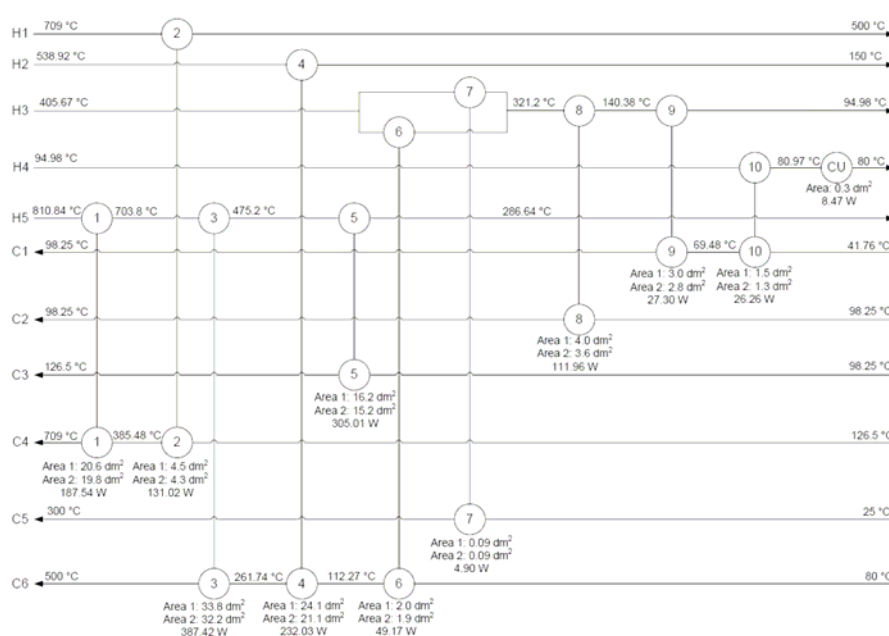 H1 709 °C 2 500 °C
H2 538.92 °C 4 150 °C
H3 405.67 °C 7 6 321.2 °C 8 140.38 °C 9 94.98 °C
H4 94.98 °C 10 80.97 °C CU 80 °C
Area: 0.3 dm²
8.47 W
H5 810.84 °C 1 703.8 °C 3 475.2 °C 5 286.64 °C
C1 98.25 °C 9 69.48 °C 10 41.76 °C
Area 1: 3.0 dm²
Area 2: 2.8 dm²
27.30 W
Area 1: 1.5 dm²
Area 2: 1.3 dm²
26.26 W
C2 98.25 °C 8 98.25 °C
Area 1: 4.0 dm²
Area 2: 3.6 dm²
111.96 W
C3 126.5 °C 5 98.25 °C
Area 1: 16.2 dm²
Area 2: 15.2 dm²
305.01 W
C4 709 °C 1 385.48 °C 2 126.5 °C
Area 1: 20.6 dm²
Area 2: 19.8 dm²
187.54 W
Area 1: 4.5 dm²
Area 2: 4.3 dm²
131.02 W
C5 300 °C 7 25 °C
Area 1: 0.09 dm²
Area 2: 0.09 dm²
4.90 W
C6 500 °C 3 261.74 °C 4 112.27 °C 6 80 °C
Area 1: 33.8 dm²
Area 2: 32.2 dm²
387.42 W
Area 1: 24.1 dm²
Area 2: 21.1 dm²
232.03 W
Area 1: 2.0 dm²
Area 2: 1.9 dm²
49.17 W